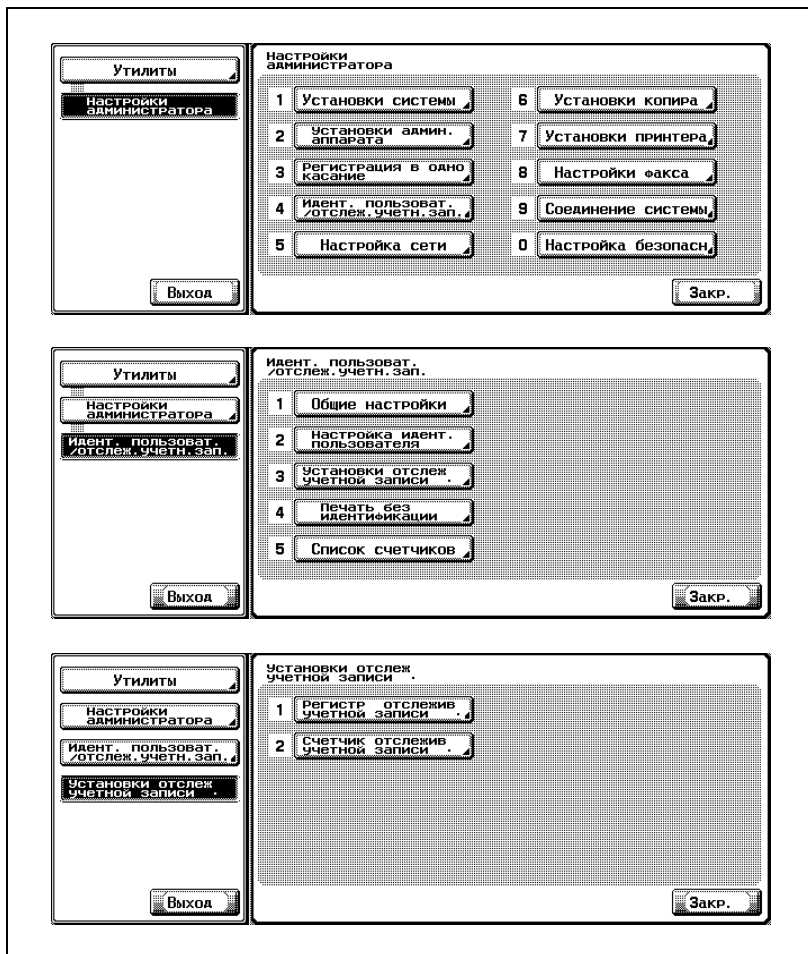 Утилиты
Настройки
администратора
Выход
Настройки
администратора
1 Установки системы
2 Установки админ.
аппарата
3 Регистрация в одно
касание
4 Идент. пользоват.
/отслеж.учетн.зап.
5 Настройка сети
6 Установки копира
7 Установки принтера
8 Настройки факса
9 Соединение системы
0 Настройка безопасн
Закр.
Утилиты
Настройки
администратора
Идент. пользоват.
/отслеж.учетн.зап.
Выход
Идент. пользоват.
/отслеж.учетн.зап.
1 Общие настройки
2 Настройка идент.
пользователя
3 Установки отслеж
учетной записи .
4 Печать без
идентификации
5 Список счетчиков
Закр.
Утилиты
Настройки
администратора
Идент. пользоват.
/отслеж.учетн.зап.
Установки отслеж
учетной записи .
Выход
Установки отслеж
учетной записи .
1 Регистр отслежив
учетной записи .
2 Счетчик отслежив
учетной записи .
Закр.